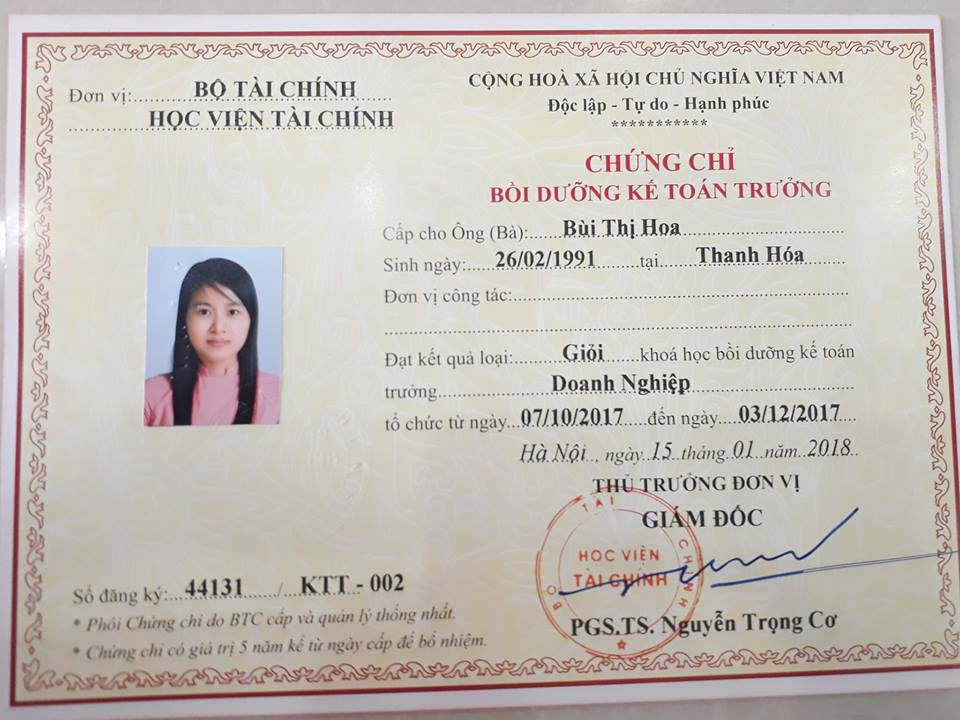 Đơn vị:.....BỘ TÀI CHÍNH.....
HỌC VIỆN TÀI CHÍNH
CỘNG HOÀ XÃ HỘI CHỦ NGHĨA VIỆT NAM
Độc lập - Tự do - Hạnh phúc
***********
CHỨNG CHỈ
BỒI DƯỠNG KẾ TOÁN TRƯỞNG
Cấp cho Ông (Bà):.....Bùi Thị Hoa.....
Sinh ngày:.....26/02/1991.....tại.....Thanh Hóa.....
Đơn vị công tác:.....
Đạt kết quả loại:.....Giỏi.....khoá học bồi dưỡng kế toán
trưởng.....Doanh Nghiệp.....
tổ chức từ ngày..07/10/2017...đến ngày...03/12/2017...
Hà Nội.., ngày..15..tháng..01..năm..2018..
THỦ TRƯỞNG ĐƠN VỊ
GIÁM ĐỐC
BỘ TÀI CHÍNH
HỌC VIỆN
TÀI CHÍNH
PGS.TS. Nguyễn Trọng Cơ
Số đăng ký:...44131...../...KTT - 002
* Phôi Chứng chỉ do BTC cấp và quản lý thống nhất.
* Chứng chỉ có giá trị 5 năm kể từ ngày cấp để bổ nhiệm.